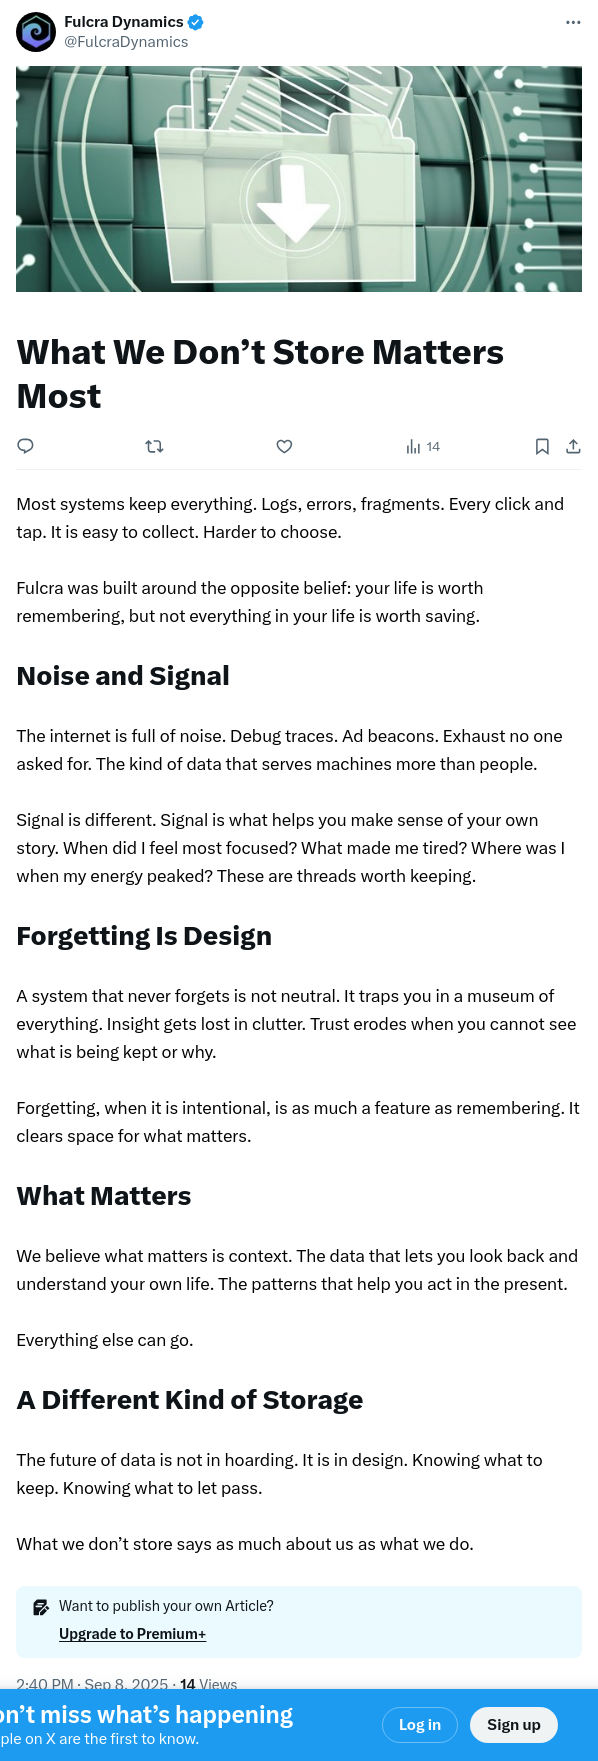 Fulcra Dynamics
@FulcraDynamics
What We Don’t Store Matters
Most
14
Most systems keep everything. Logs, errors, fragments. Every click and
tap. It is easy to collect. Harder to choose.
Fulcra was built around the opposite belief: your life is worth
remembering, but not everything in your life is worth saving.
Noise and Signal
The internet is full of noise. Debug traces. Ad beacons. Exhaust no one
asked for. The kind of data that serves machines more than people.
Signal is different. Signal is what helps you make sense of your own
story. When did I feel most focused? What made me tired? Where was I
when my energy peaked? These are threads worth keeping.
Forgetting Is Design
A system that never forgets is not neutral. It traps you in a museum of
everything. Insight gets lost in clutter. Trust erodes when you cannot see
what is being kept or why.
Forgetting, when it is intentional, is as much a feature as remembering. It
clears space for what matters.
What Matters
We believe what matters is context. The data that lets you look back and
understand your own life. The patterns that help you act in the present.
Everything else can go.
A Different Kind of Storage
The future of data is not in hoarding. It is in design. Knowing what to
keep. Knowing what to let pass.
What we don’t store says as much about us as what we do.
Want to publish your own Article?
Upgrade to Premium+
2:40 PM · Sep 8, 2025 · 14 Views
on’t miss what’s happening
ple on X are the first to know.
Log in
Sign up